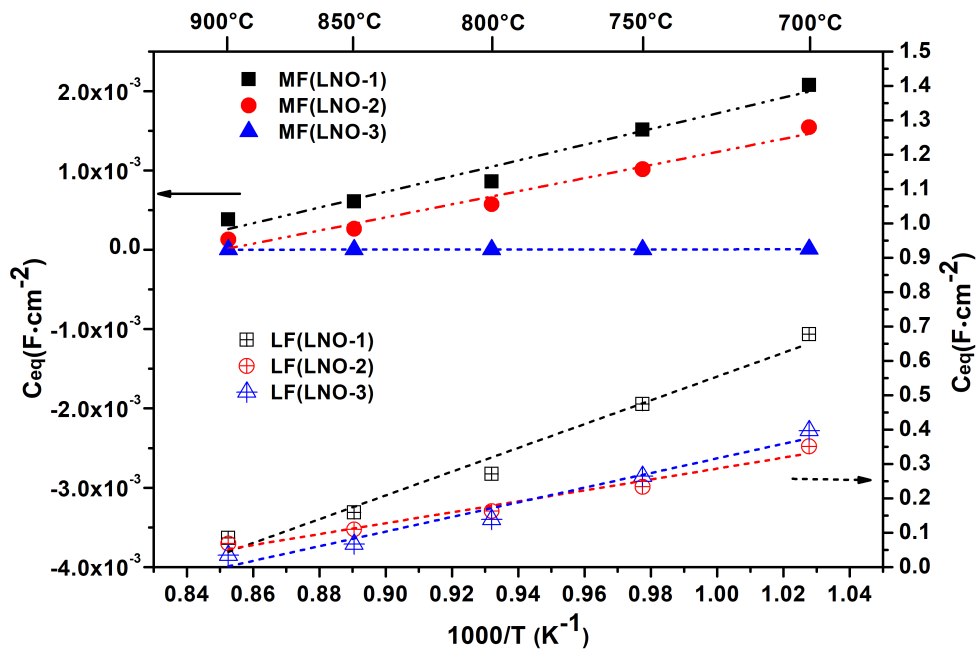 900°C 850°C 800°C 750°C 700°C
MF(LNO-1)
MF(LNO-2)
MF(LNO-3)
LF(LNO-1)
LF(LNO-2)
LF(LNO-3)
2.0x10⁻³
1.0x10⁻³
0.0
-1.0x10⁻³
-2.0x10⁻³
-3.0x10⁻³
-4.0x10⁻³
Ceq(F·cm⁻²)
1.5
1.4
1.3
1.2
1.1
1.0
0.9
0.8
0.7
0.6
0.5
0.4
0.3
0.2
0.1
0.0
Ceq(F·cm⁻²)
0.84 0.86 0.88 0.90 0.92 0.94 0.96 0.98 1.00 1.02 1.04
1000/T (K⁻¹)